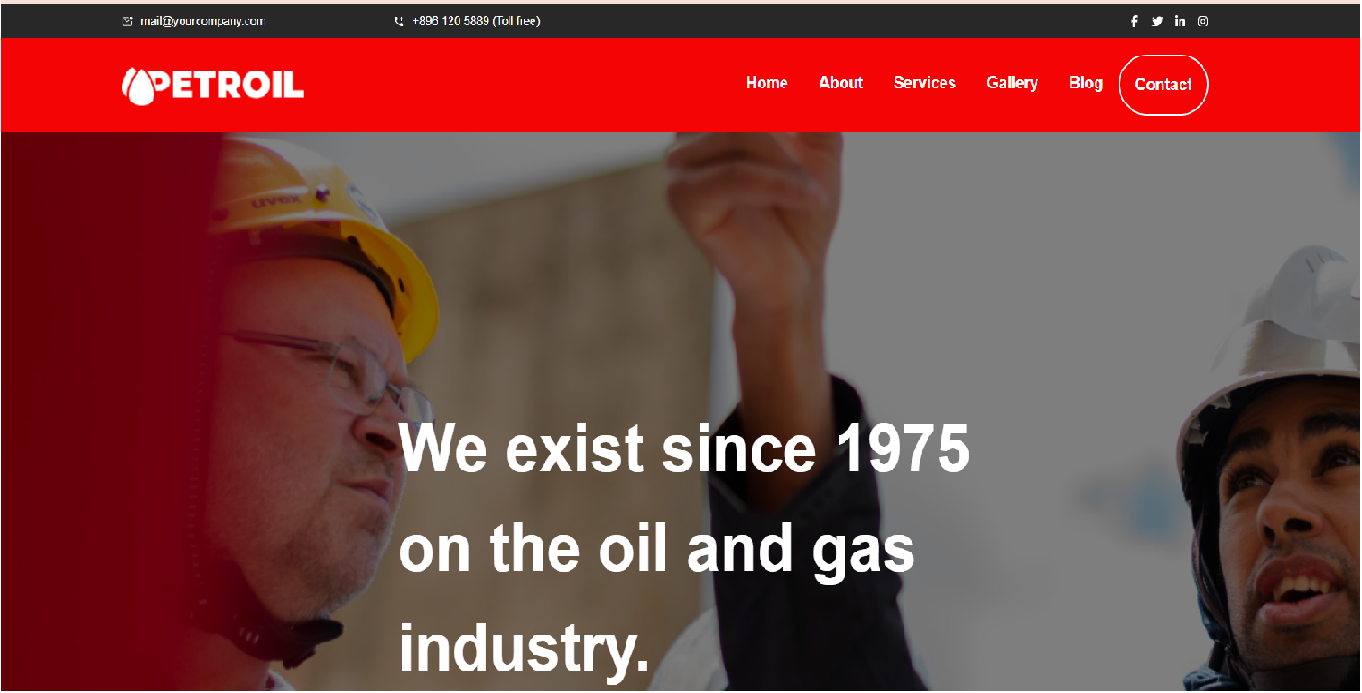 mail@yourcompany.com
+896 120 5889 (Toll free)
PETROIL
Home
About
Services
Gallery
Blog
Contact
uvex
We exist since 1975
on the oil and gas
industry.